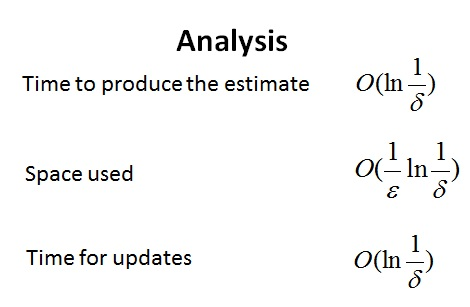 Analysis
Time to produce the estimate O(ln 1/δ)
Space used O(1/ε ln 1/δ)
Time for updates O(ln 1/δ)